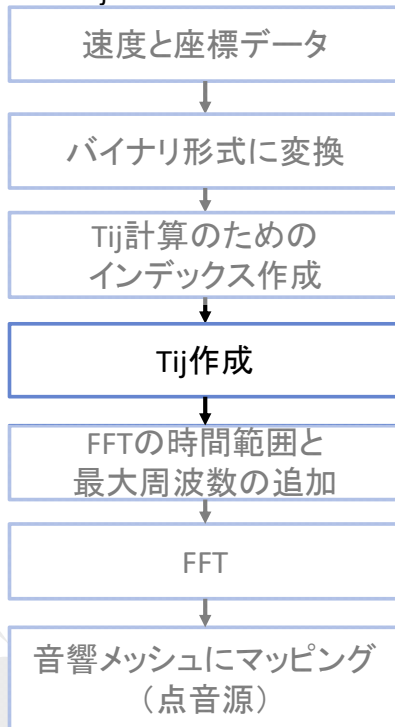 速度と座標データ
バイナリ形式に変換
Tij計算のための
インデックス作成
Tij作成
FFTの時間範囲と
最大周波数の追加
FFT
音響メッシュにマッピング
（点音源）